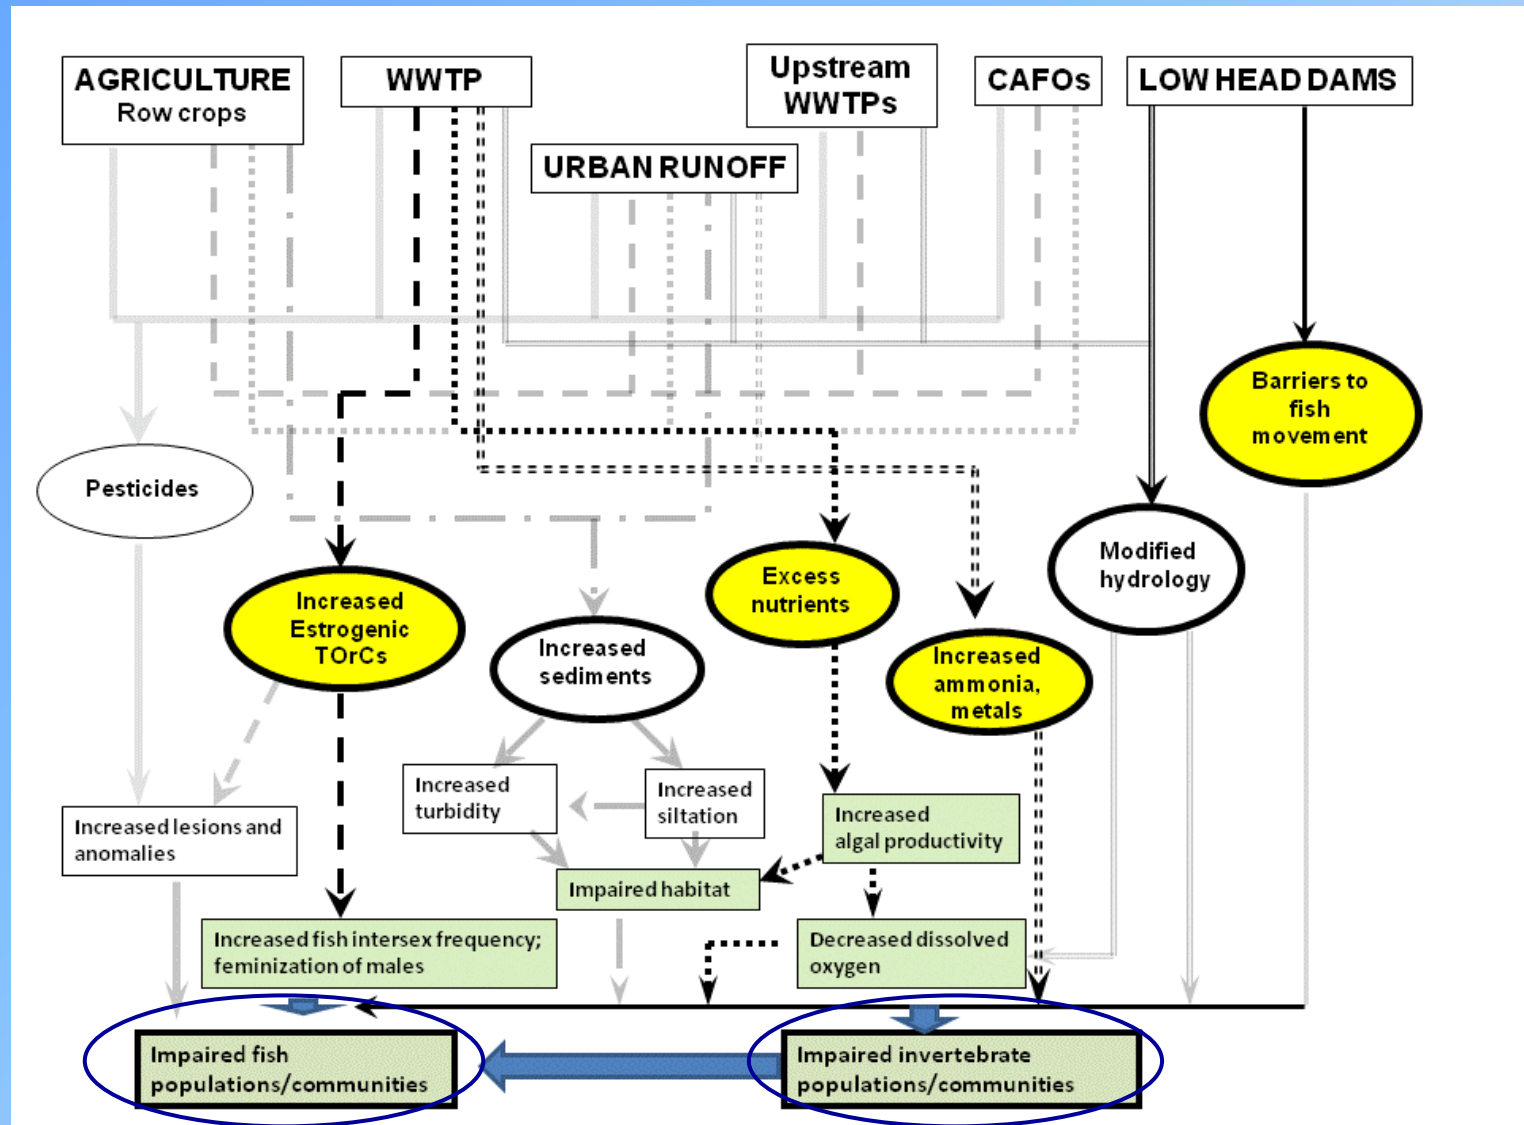 AGRICULTURE
Row crops
WWTP
Upstream
WWTPs
CAFOs
LOW HEAD DAMS
URBAN RUNOFF
Barriers to
fish
movement
Pesticides
Modified
hydrology
Excess
nutrients
Increased
Estrogenic
TOrCs
Increased
sediments
Increased
ammonia,
metals
Increased
turbidity
Increased
siltation
Increased
algal productivity
Increased lesions and
anomalies
Impaired habitat
Increased fish intersex frequency;
feminization of males
Decreased dissolved
oxygen
Impaired fish
populations/communities
Impaired invertebrate
populations/communities